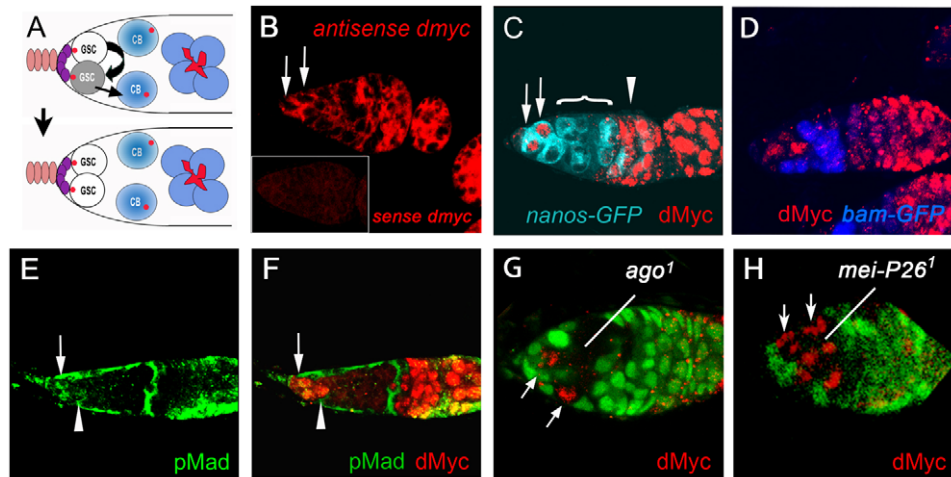 A
GSC
CB
GSC
CB
GSC
CB
GSC
CB
B
antisense dmyc
sense dmyc
C
nanos-GFP dMyc
D
dMyc bam-GFP
E
pMad
F
pMad dMyc
G
ago¹
dMyc
H
mei-P26¹
dMyc